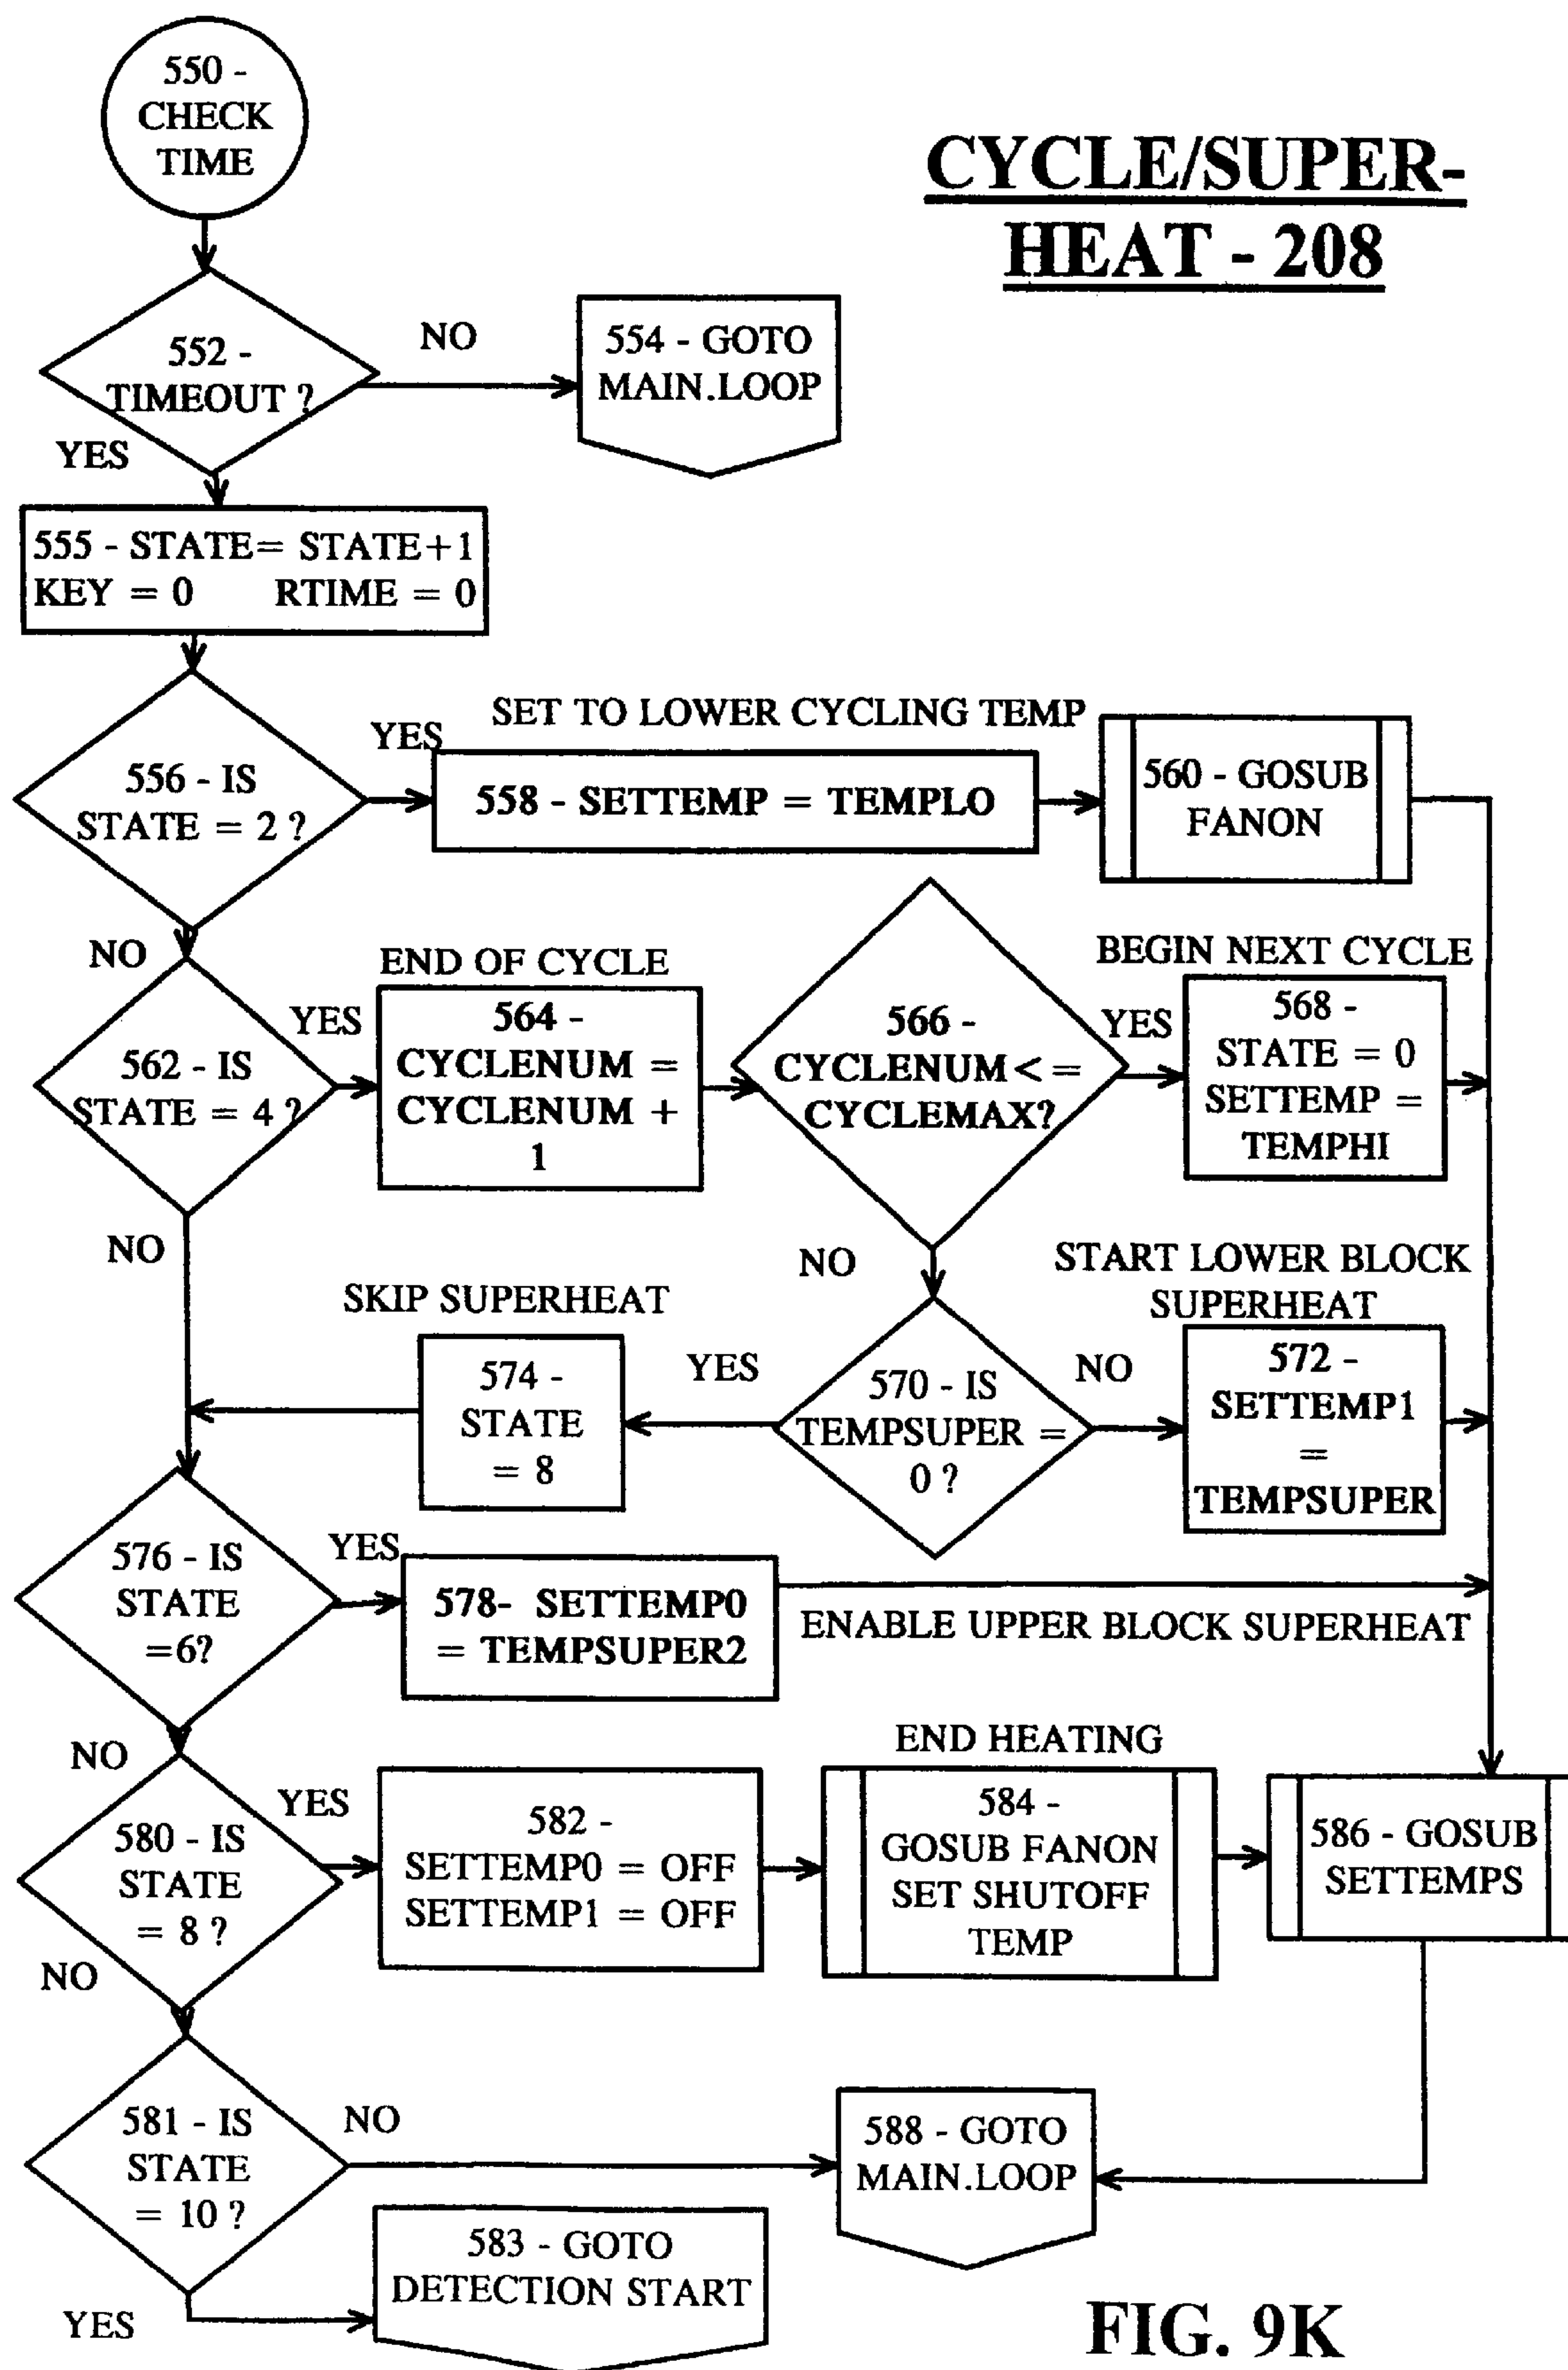 550 -
CHECK
TIME
CYCLE/SUPER-
HEAT - 208
552 -
TIMEOUT ?
NO
554 - GOTO
MAIN.LOOP
YES
555 - STATE= STATE+1
KEY = 0 RTIME = 0
556 - IS
STATE = 2 ?
YES
SET TO LOWER CYCLING TEMP
558 - SETTEMP = TEMPLO
560 - GOSUB
FANON
NO
562 - IS
STATE = 4 ?
YES
END OF CYCLE
564 -
CYCLENUM =
CYCLENUM +
1
566 -
CYCLENUM< =
CYCLEMAX?
YES
BEGIN NEXT CYCLE
568 -
STATE = 0
SETTEMP =
TEMPHI
NO
NO
START LOWER BLOCK
SUPERHEAT
SKIP SUPERHEAT
574 -
STATE
= 8
YES
570 - IS
TEMPSUPER =
0 ?
NO
572 -
SETTEMP1
=
TEMPSUPER
576 - IS
STATE
=6?
YES
578- SETTEMP0
= TEMPSUPER2
ENABLE UPPER BLOCK SUPERHEAT
NO
580 - IS
STATE
= 8 ?
YES
582 -
SETTEMP0 = OFF
SETTEMP1 = OFF
END HEATING
584 -
GOSUB FANON
SET SHUTOFF
TEMP
586 - GOSUB
SETTEMPS
NO
581 - IS
STATE
= 10 ?
NO
588 - GOTO
MAIN.LOOP
YES
583 - GOTO
DETECTION START
FIG. 9K